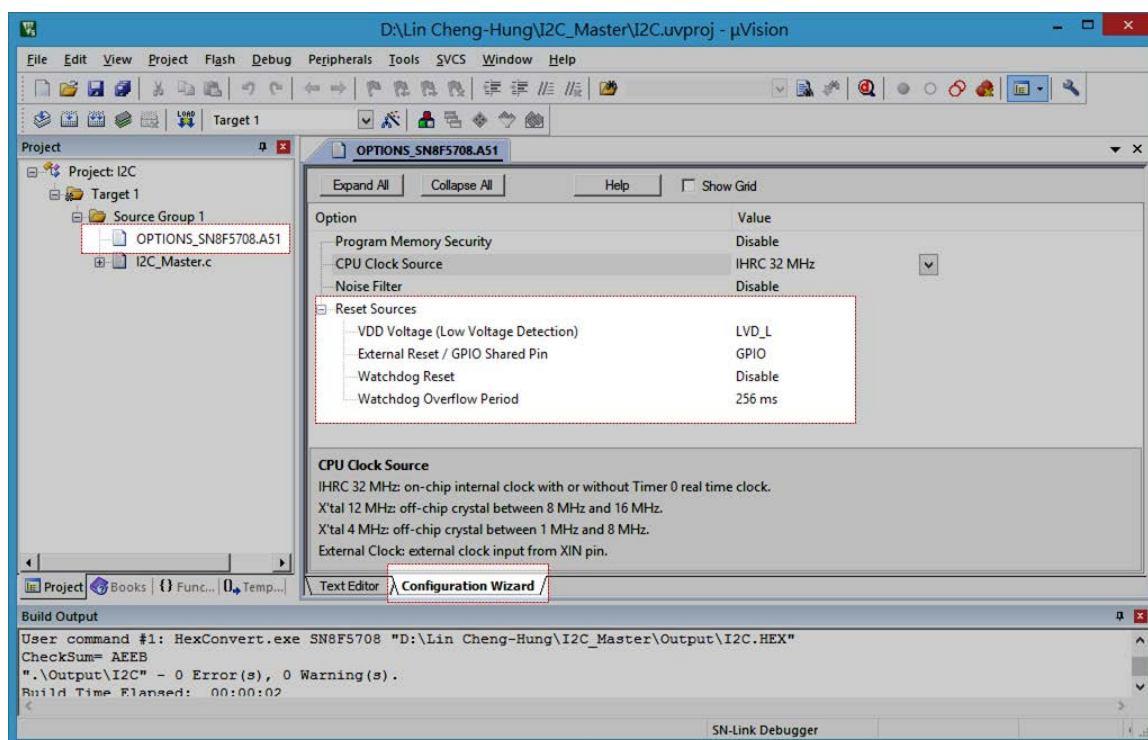 D:\Lin Cheng-Hung\I2C_Master\I2C.uvproj - µVision
File Edit View Project Flash Debug Peripherals Tools SVCS Window Help
LOAD
Target 1
Project
Project: I2C
Target 1
Source Group 1
OPTIONS_SN8F5708.A51
I2C_Master.c
Project Books Func... Temp...
OPTIONS_SN8F5708.A51
Expand All Collapse All Help Show Grid
Option Value
Program Memory Security Disable
CPU Clock Source IHRC 32 MHz
Noise Filter Disable
Reset Sources
VDD Voltage (Low Voltage Detection) LVD_L
External Reset / GPIO Shared Pin GPIO
Watchdog Reset Disable
Watchdog Overflow Period 256 ms
CPU Clock Source
IHRC 32 MHz: on-chip internal clock with or without Timer 0 real time clock.
X'tal 12 MHz: off-chip crystal between 8 MHz and 16 MHz.
X'tal 4 MHz: off-chip crystal between 1 MHz and 8 MHz.
External Clock: external clock input from XIN pin.
Text Editor Configuration Wizard
Build Output
User command #1: HexConvert.exe SN8F5708 "D:\Lin Cheng-Hung\I2C_Master\Output\I2C.HEX"
CheckSum= AEEB
".\Output\I2C" - 0 Error(s), 0 Warning(s).
Build Time Elapsed: 00:00:02
SN-Link Debugger